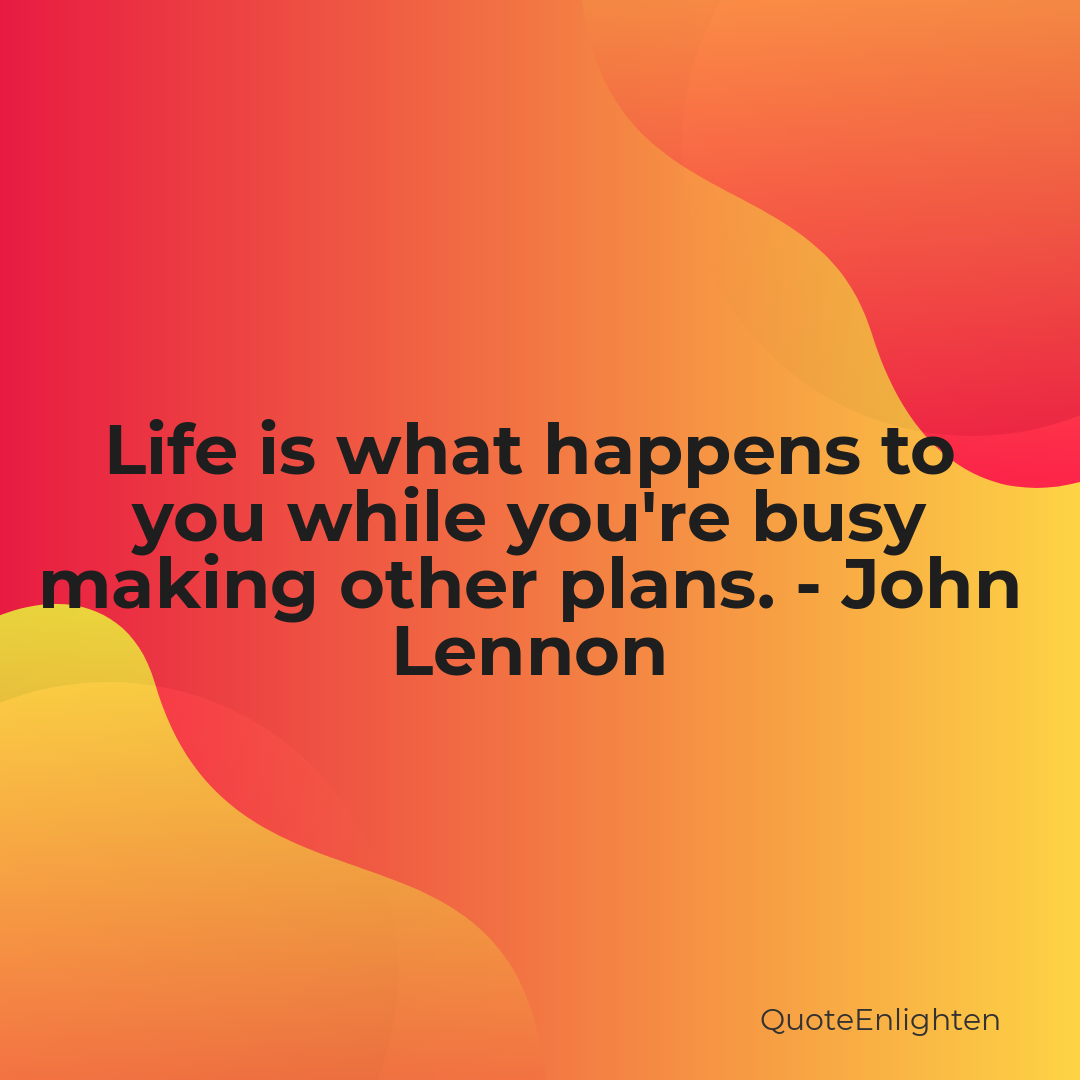 Life is what happens to
you while you're busy
making other plans. - John
Lennon
QuoteEnlighten